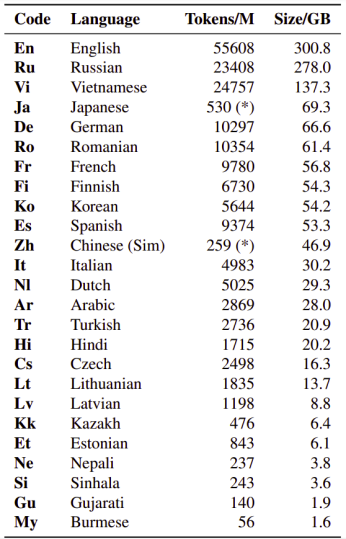 Code Language Tokens/M Size/GB
En English 55608 300.8
Ru Russian 23408 278.0
Vi Vietnamese 24757 137.3
Ja Japanese 530 (*) 69.3
De German 10297 66.6
Ro Romanian 10354 61.4
Fr French 9780 56.8
Fi Finnish 6730 54.3
Ko Korean 5644 54.2
Es Spanish 9374 53.3
Zh Chinese (Sim) 259 (*) 46.9
It Italian 4983 30.2
Nl Dutch 5025 29.3
Ar Arabic 2869 28.0
Tr Turkish 2736 20.9
Hi Hindi 1715 20.2
Cs Czech 2498 16.3
Lt Lithuanian 1835 13.7
Lv Latvian 1198 8.8
Kk Kazakh 476 6.4
Et Estonian 843 6.1
Ne Nepali 237 3.8
Si Sinhala 243 3.6
Gu Gujarati 140 1.9
My Burmese 56 1.6